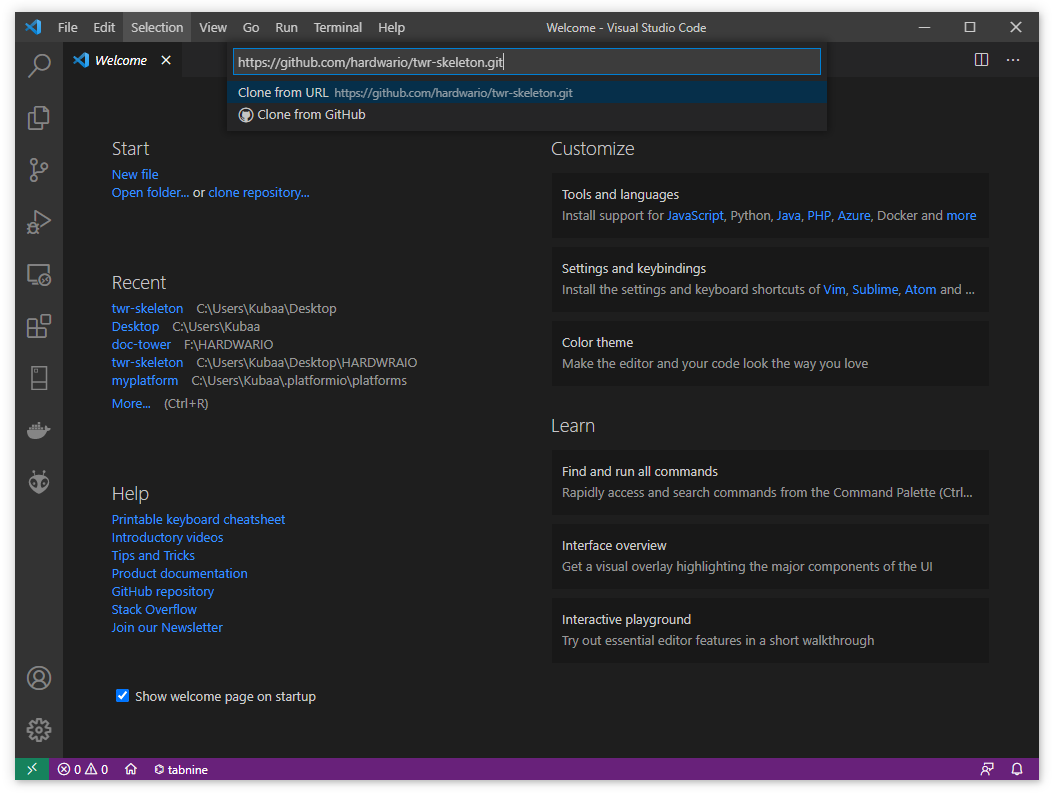 File Edit Selection View Go Run Terminal Help Welcome - Visual Studio Code
Welcome
https://github.com/hardwario/twr-skeleton.git
Clone from URL https://github.com/hardwario/twr-skeleton.git
Clone from GitHub
Start
New file
Open folder... or clone repository...
Recent
twr-skeleton C:\Users\Kubaa\Desktop
Desktop C:\Users\Kubaa
doc-tower F:\HARDWARIO
twr-skeleton C:\Users\Kubaa\Desktop\HARDWRAIO
myplatform C:\Users\Kubaa\.platformio\platforms
More... (Ctrl+R)
Help
Printable keyboard cheatsheet
Introductory videos
Tips and Tricks
Product documentation
GitHub repository
Stack Overflow
Join our Newsletter
Show welcome page on startup
Customize
Tools and languages
Install support for JavaScript, Python, Java, PHP, Azure, Docker and more
Settings and keybindings
Install the settings and keyboard shortcuts of Vim, Sublime, Atom and ...
Color theme
Make the editor and your code look the way you love
Learn
Find and run all commands
Rapidly access and search commands from the Command Palette (Ctrl...
Interface overview
Get a visual overlay highlighting the major components of the UI
Interactive playground
Try out essential editor features in a short walkthrough
0 0 tabnine